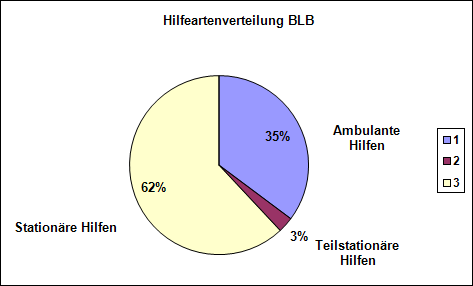 Hilfeartenverteilung BLB
35%
Ambulante
Hilfen
1
2
3
62%
Stationäre Hilfen
3%
Teilstationäre
Hilfen